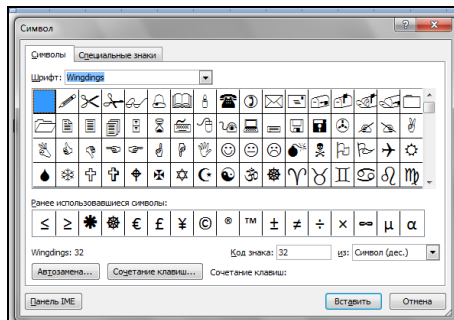 Символ
Символы Специальные знаки
Шрифт: Wingdings
Ранее использовавшиеся символы:
≤ ≥ ✱ ☸ € £ ¥ © ® ™ ± ≠ ÷ × ∞ µ α
Wingdings: 32 Код знака: 32 из: Символ (дес.)
Автозамена... Сочетание клавиш... Сочетание клавиш:
Панель IME Вставить Отмена